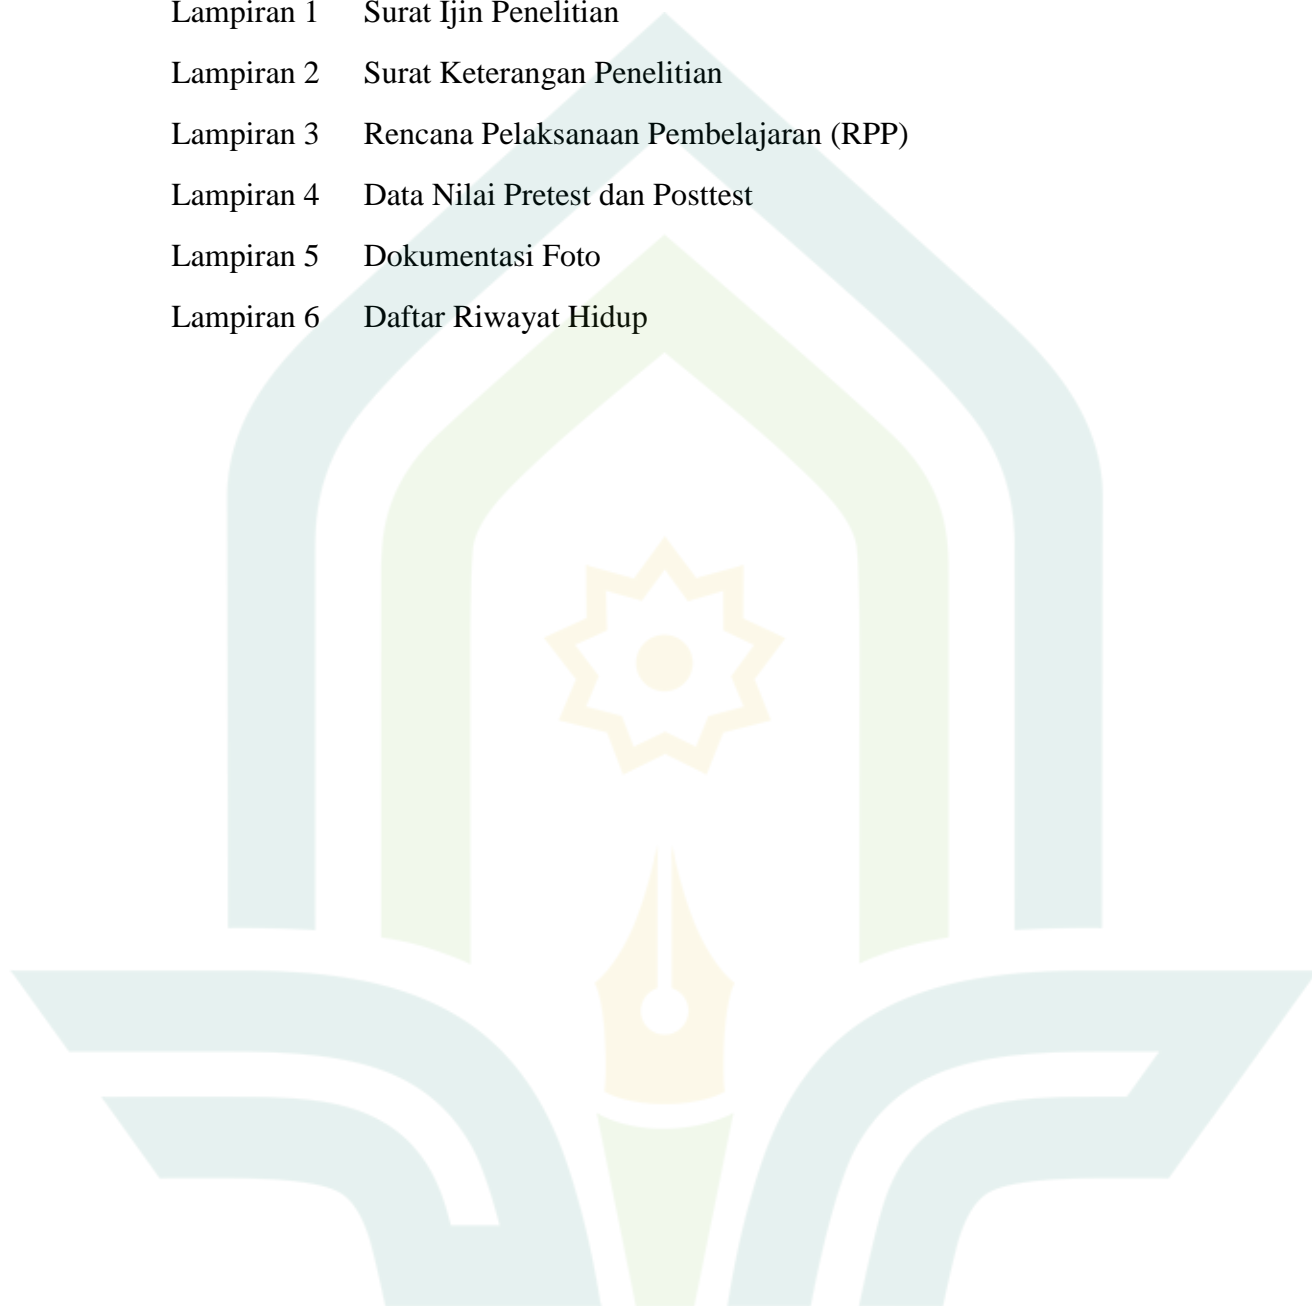 Lampiran 1 Surat Ijin Penelitian
Lampiran 2 Surat Keterangan Penelitian
Lampiran 3 Rencana Pelaksanaan Pembelajaran (RPP)
Lampiran 4 Data Nilai Pretest dan Posttest
Lampiran 5 Dokumentasi Foto
Lampiran 6 Daftar Riwayat Hidup